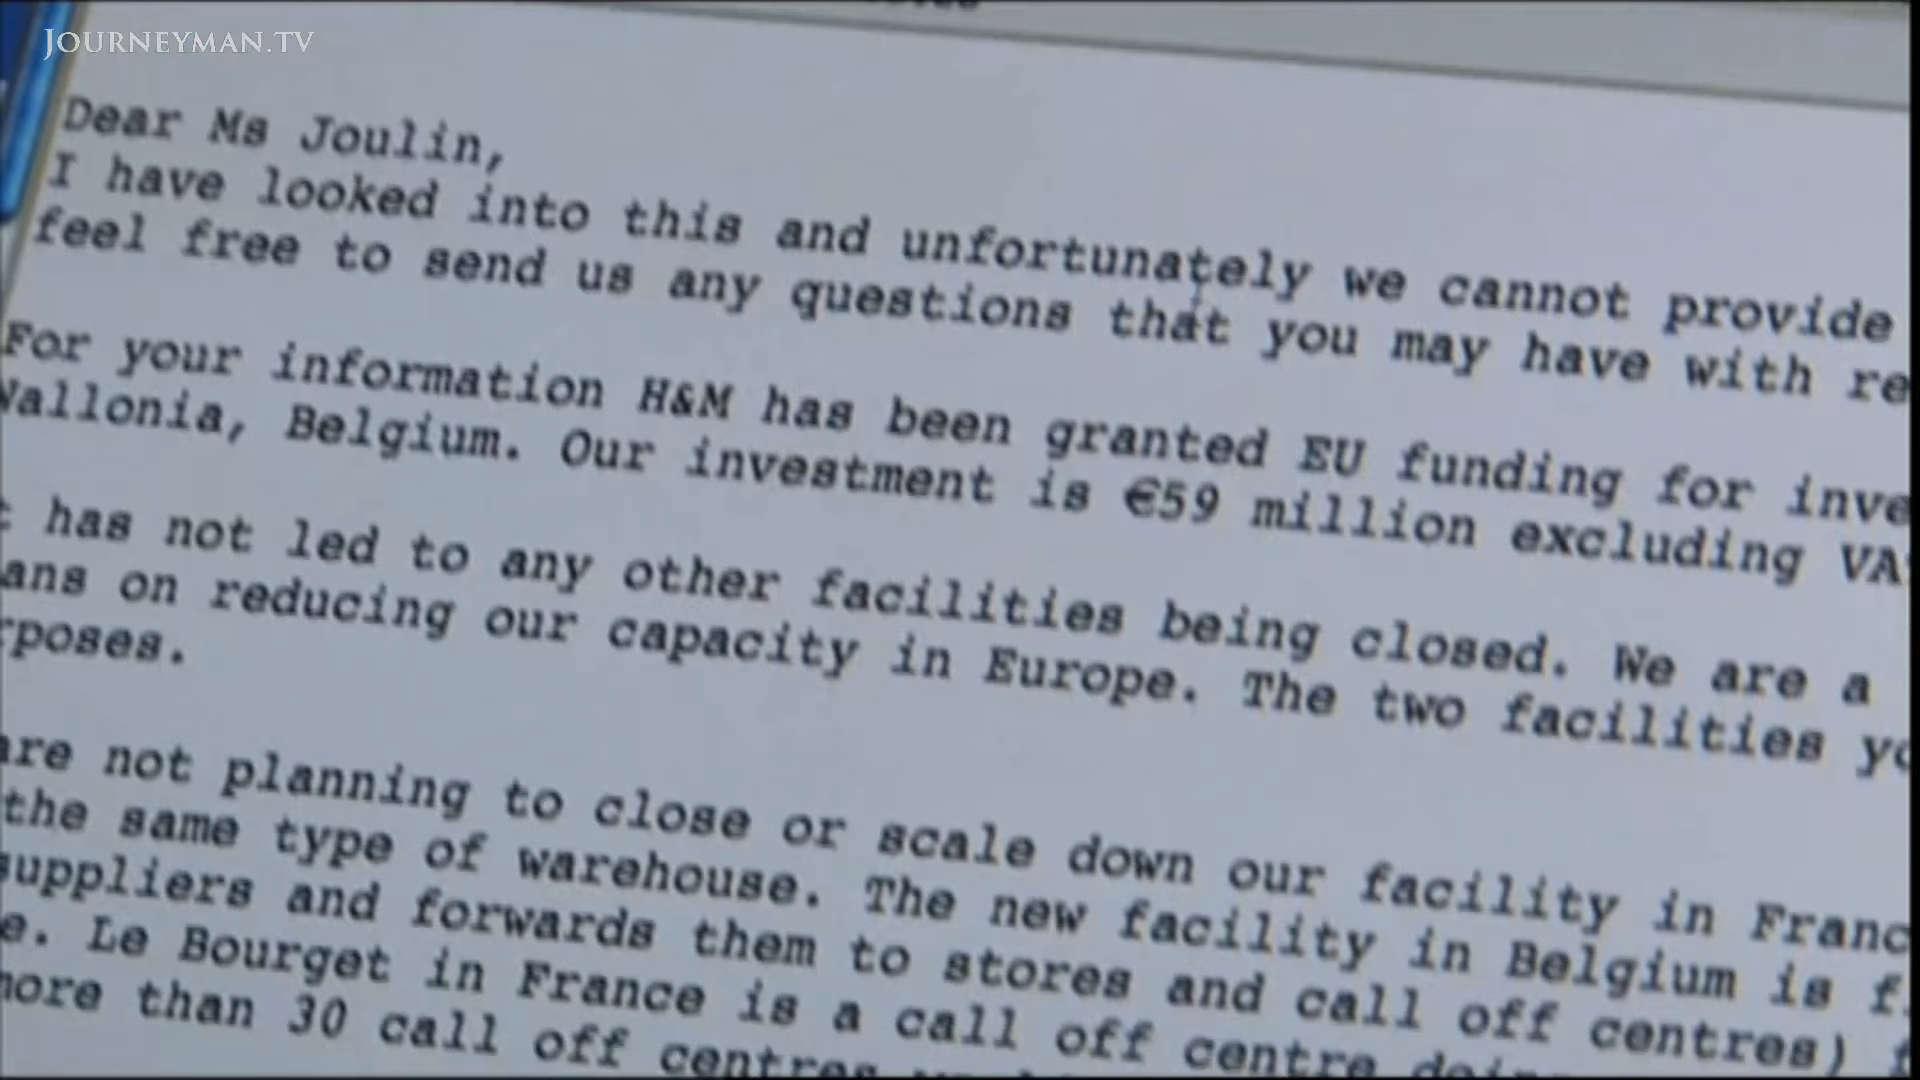 JOURNEYMAN.TV
Dear Ms Joulin,
I have looked into this and unfortunately we cannot provide
feel free to send us any questions that you may have with re
For your information H&M has been granted EU funding for inve
Wallonia, Belgium. Our investment is €59 million excluding VA
has not led to any other facilities being closed. We are a
ans on reducing our capacity in Europe. The two facilities yo
rposes.
are not planning to close or scale down our facility in Franc
the same type of warehouse. The new facility in Belgium is f
suppliers and forwards them to stores and call off centres)
e. Le Bourget in France is a call off centre doing
more than 30 call off centres